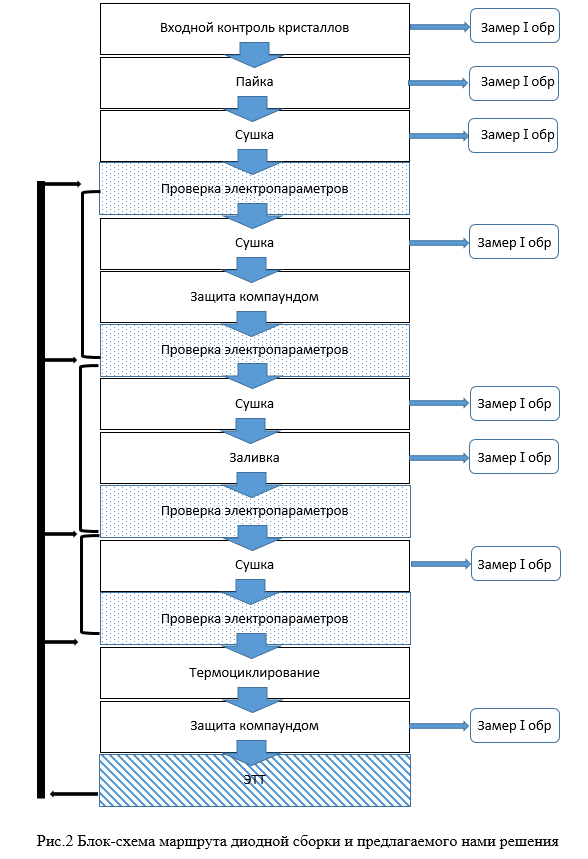 Входной контроль кристаллов
Замер I обр
Пайка
Замер I обр
Сушка
Замер I обр
Проверка электропараметров
Сушка
Замер I обр
Защита компаундом
Проверка электропараметров
Сушка
Замер I обр
Заливка
Замер I обр
Проверка электропараметров
Сушка
Замер I обр
Проверка электропараметров
Термоциклирование
Защита компаундом
Замер I обр
ЭТТ
Рис.2 Блок-схема маршрута диодной сборки и предлагаемого нами решения